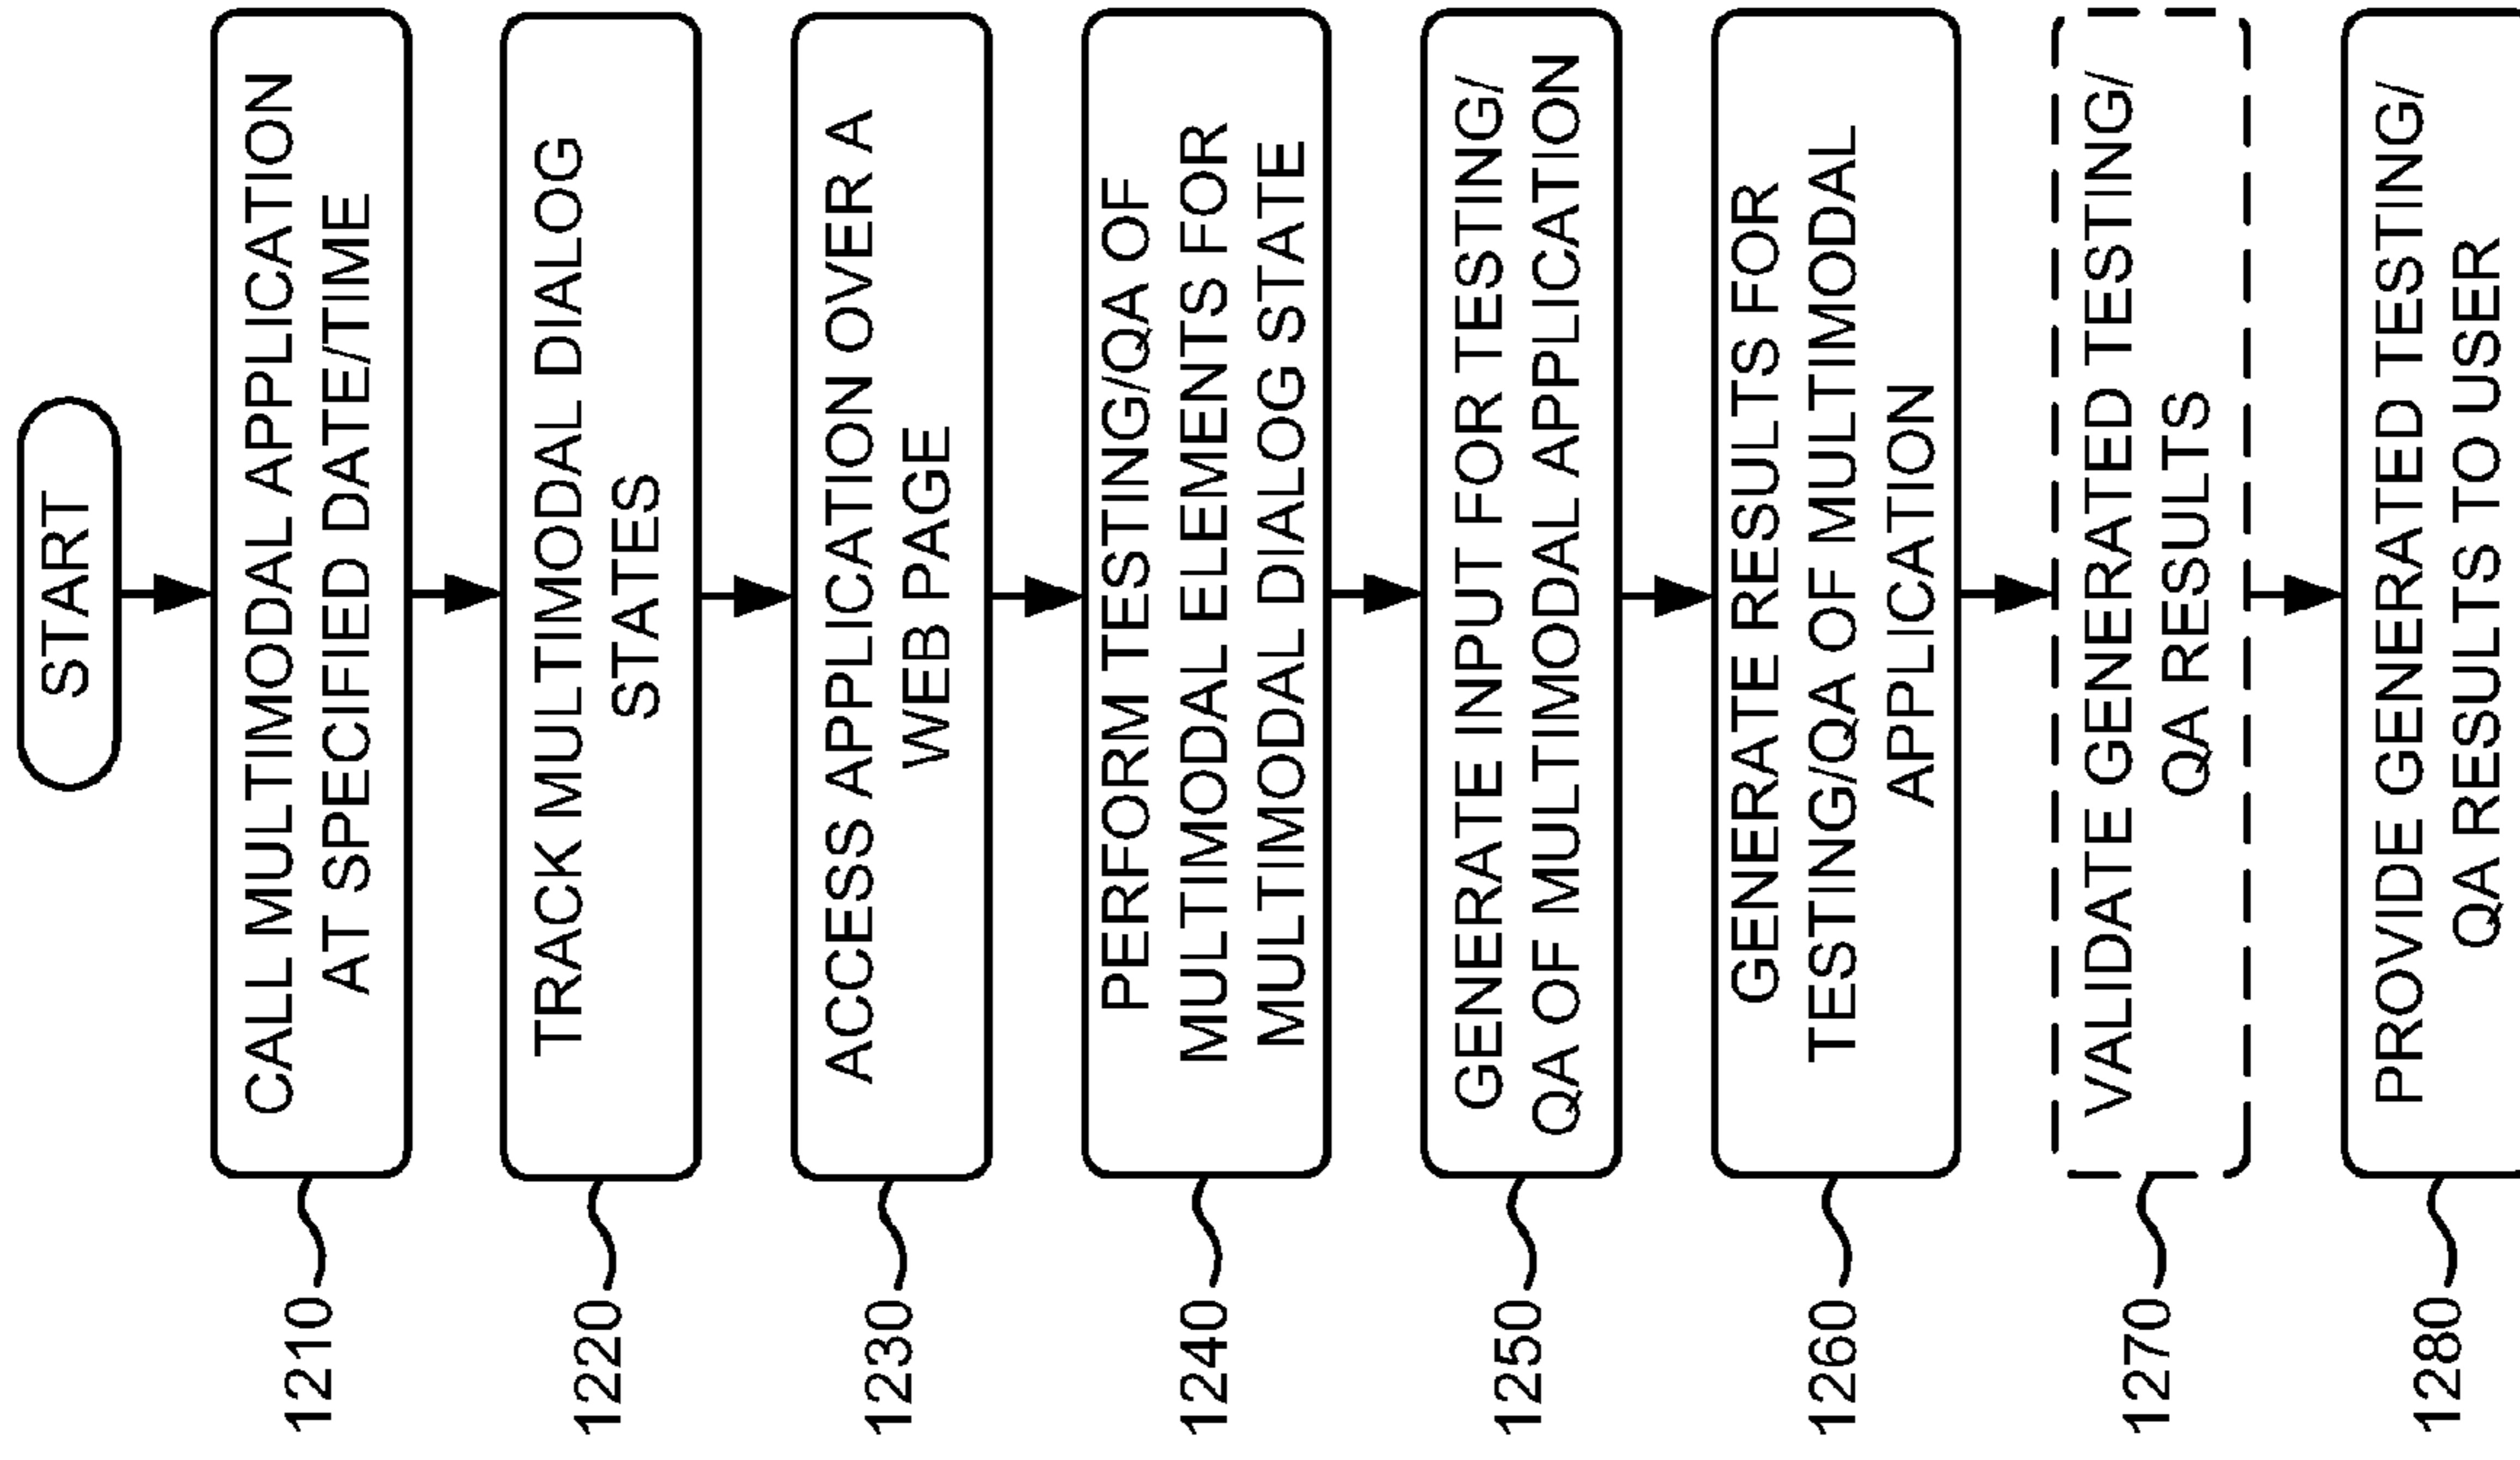 START
1210
CALL MULTIMODAL APPLICATION
AT SPECIFIED DATE/TIME
1220
TRACK MULTIMODAL DIALOG
STATES
1230
ACCESS APPLICATION OVER A
WEB PAGE
1240
PERFORM TESTING/QA OF
MULTIMODAL ELEMENTS FOR
MULTIMODAL DIALOG STATE
1250
GENERATE INPUT FOR TESTING/
QA OF MULTIMODAL APPLICATION
1260
GENERATE RESULTS FOR
TESTING/QA OF MULTIMODAL
APPLICATION
1270
VALIDATE GENERATED TESTING/
QA RESULTS
1280
PROVIDE GENERATED TESTING/
QA RESULTS TO USER